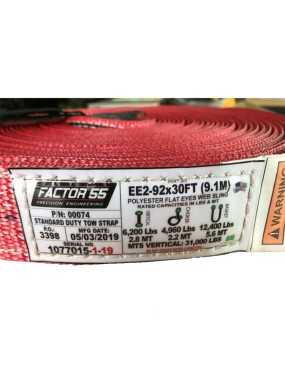 FACTOR 55
PRECISION ENGINEERING
P/N: 00074
STANDARD DUTY TOW STRAP
P.O. MFG DATE:
3398 05/03/2019
SERIAL NO
1077015-1-19
EE2-92x30FT (9.1M)
POLYESTER FLAT EYES WEB SLING
RATED CAPACITIES IN LBS & MT
6,200 Lbs 4,960 Lbs 12,400 Lbs
2.8 MT 2.2 MT 5.6 MT
MTS VERTICAL: 31,000 LBS
WARNING